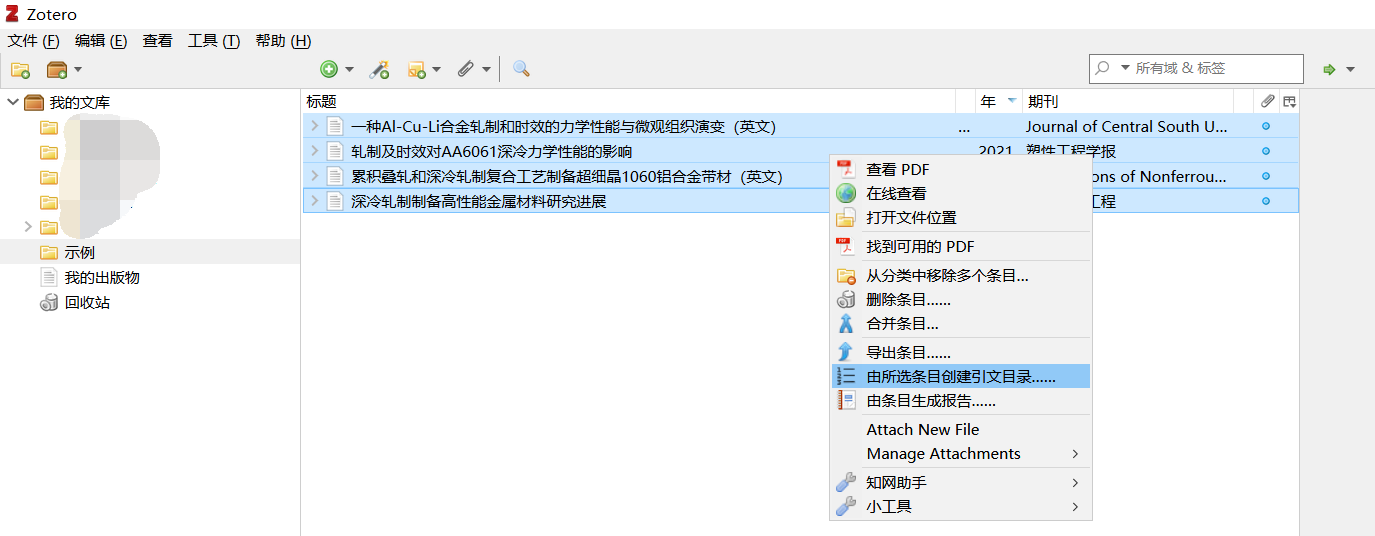 Zotero
文件 (F) 编辑 (E) 查看 工具 (T) 帮助 (H)
所有域 & 标签
我的文库
示例
我的出版物
回收站
标题 年 期刊
一种Al-Cu-Li合金轧制和时效的力学性能与微观组织演变（英文） ... Journal of Central South U...
轧制及时效对AA6061深冷力学性能的影响 2021 塑性工程学报
累积叠轧和深冷轧制复合工艺制备超细晶1060铝合金带材（英文） ons of Nonferrou...
深冷轧制制备高性能金属材料研究进展 工程
查看 PDF
在线查看
打开文件位置
找到可用的 PDF
从分类中移除多个条目...
删除条目......
合并条目...
导出条目......
由所选条目创建引文目录......
由条目生成报告......
Attach New File
Manage Attachments
知网助手
小工具